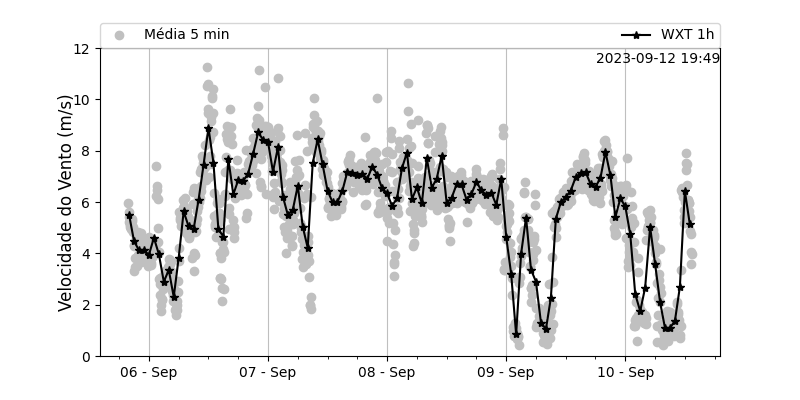 Média 5 min
WXT 1h
2023-09-12 19:49
Velocidade do Vento (m/s)
12
10
8
6
4
2
0
06 - Sep
07 - Sep
08 - Sep
09 - Sep
10 - Sep